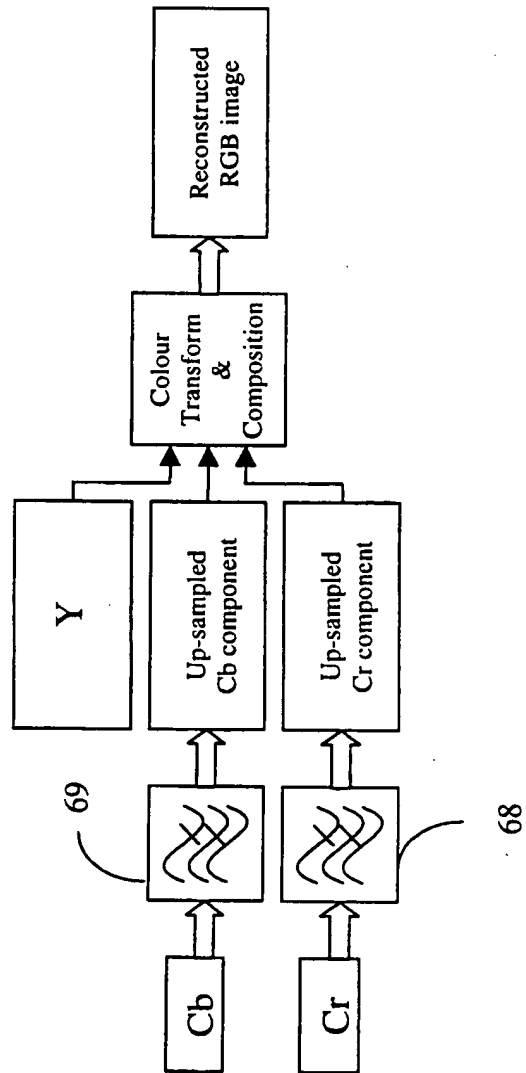 Y
Cb
69
Up-sampled
Cb component
Cr
68
Up-sampled
Cr component
Colour
Transform
&
Composition
Reconstructed
RGB image